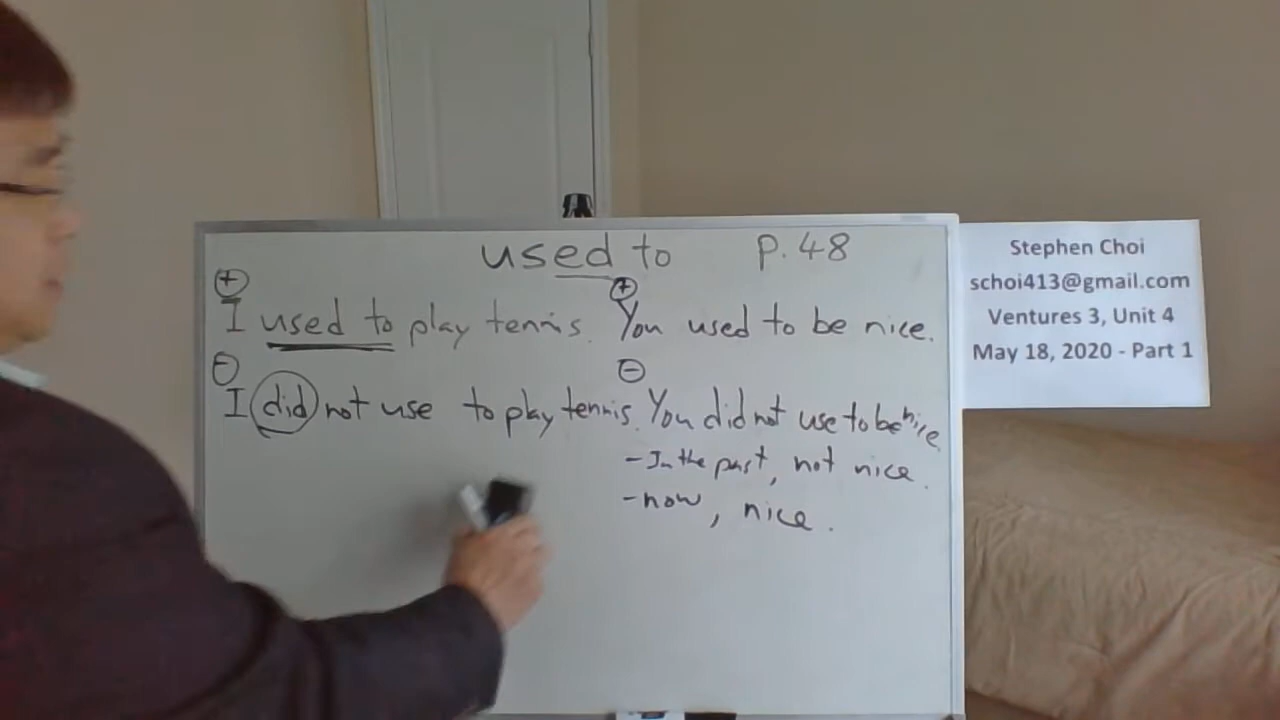 used to p.48
+ +
I used to play tennis. You used to be nice.
- -
I did not use to play tennis. You did not use to be nice.
- In the past, not nice.
- now, nice.
Stephen Choi
schoi413@gmail.com
Ventures 3, Unit 4
May 18, 2020 - Part 1